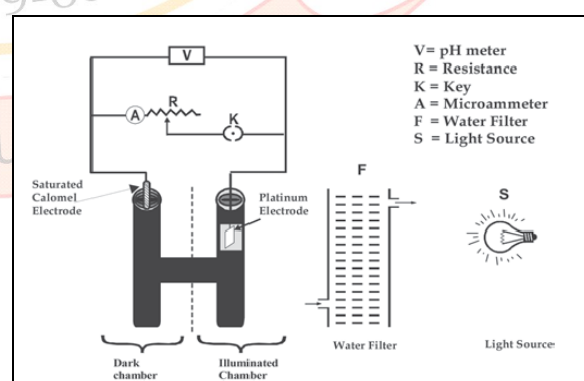 V
V= pH meter
R = Resistance
K = Key
A = Microammeter
F = Water Filter
S = Light Source
R
A
K
F
S
Saturated
Calomel
Electrode
Platinum
Electrode
Water Filter
Light Source
Dark
chamber
Illuminated
Chamber